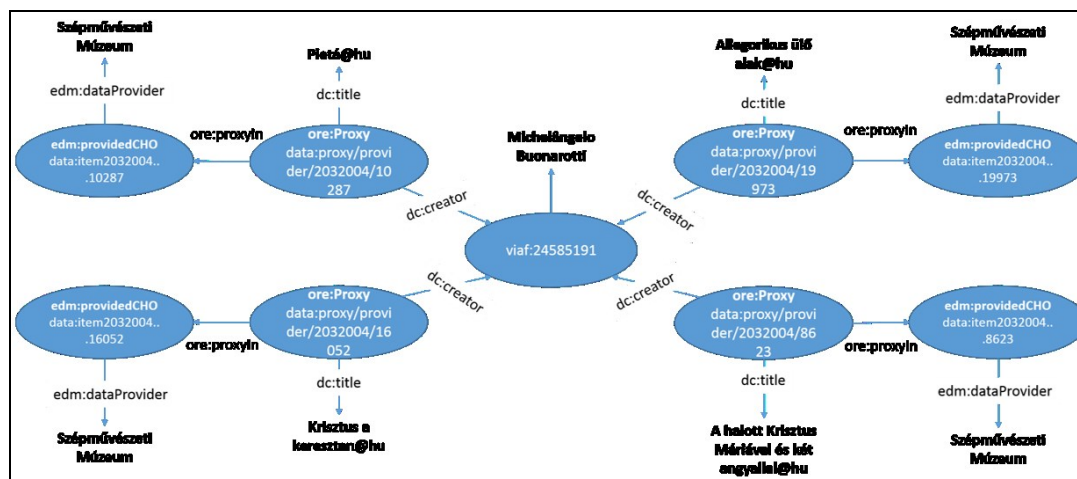 Szépművészeti
Múzeum
edm:dataProvider
edm:providedCHO
data:item2032004..
.10287
ore:proxyIn
Pietá@hu
dc:title
ore:Proxy
data:proxy/provi
der/2032004/10
287
dc:creator
Michelángelo
Buonarotti
viaf:24585191
Allegorikus ülő
alak@hu
dc:title
ore:Proxy
data:proxy/provi
der/2032004/19
973
dc:creator
ore:proxyIn
Szépművészeti
Múzeum
edm:dataProvider
edm:providedCHO
data:item2032004..
.19973
edm:providedCHO
data:item2032004..
.16052
ore:proxyIn
edm:dataProvider
Szépművészeti
Múzeum
dc:creator
ore:Proxy
data:proxy/provi
der/2032004/16
052
dc:title
Krisztus a
keresztan@hu
dc:creator
ore:Proxy
data:proxy/provi
der/2032004/862
3
dc:title
A halott Krisztus
Máriával és két
angyallal@hu
ore:proxyIn
edm:providedCHO
data:item2032004..
.8623
edm:dataProvider
Szépművészeti
Múzeum